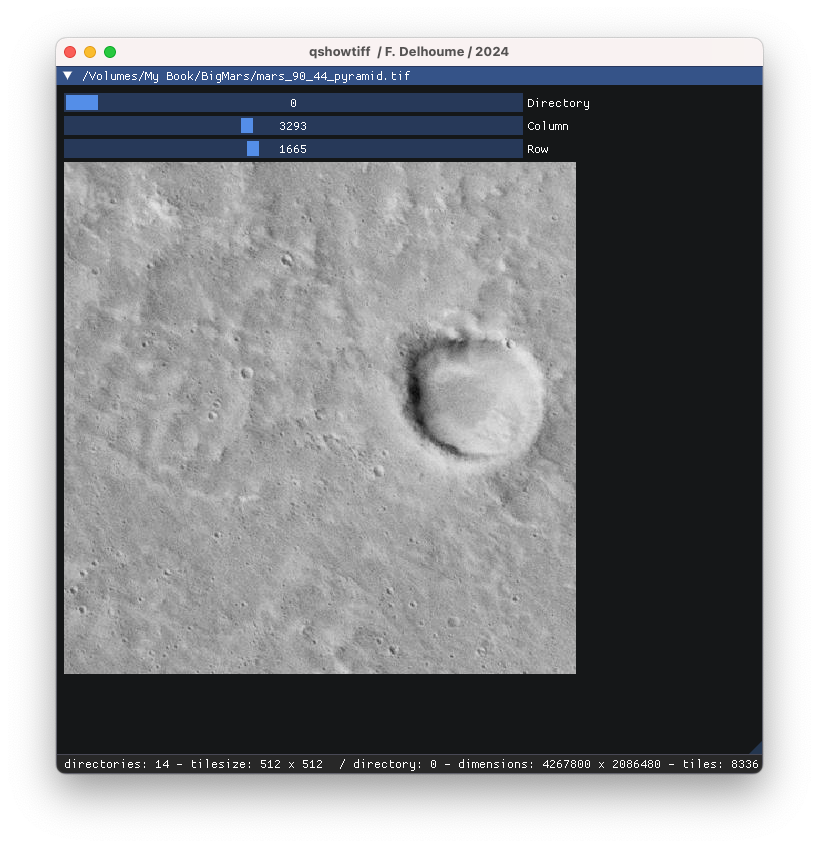 qshowtiff / F. Delhoume / 2024
/Volumes/My Book/BigMars/mars_90_44_pyramid.tif
0 Directory
3293 Column
1665 Row
directories: 14 - tilesize: 512 x 512 / directory: 0 - dimensions: 4267800 x 2086480 - tiles: 8336